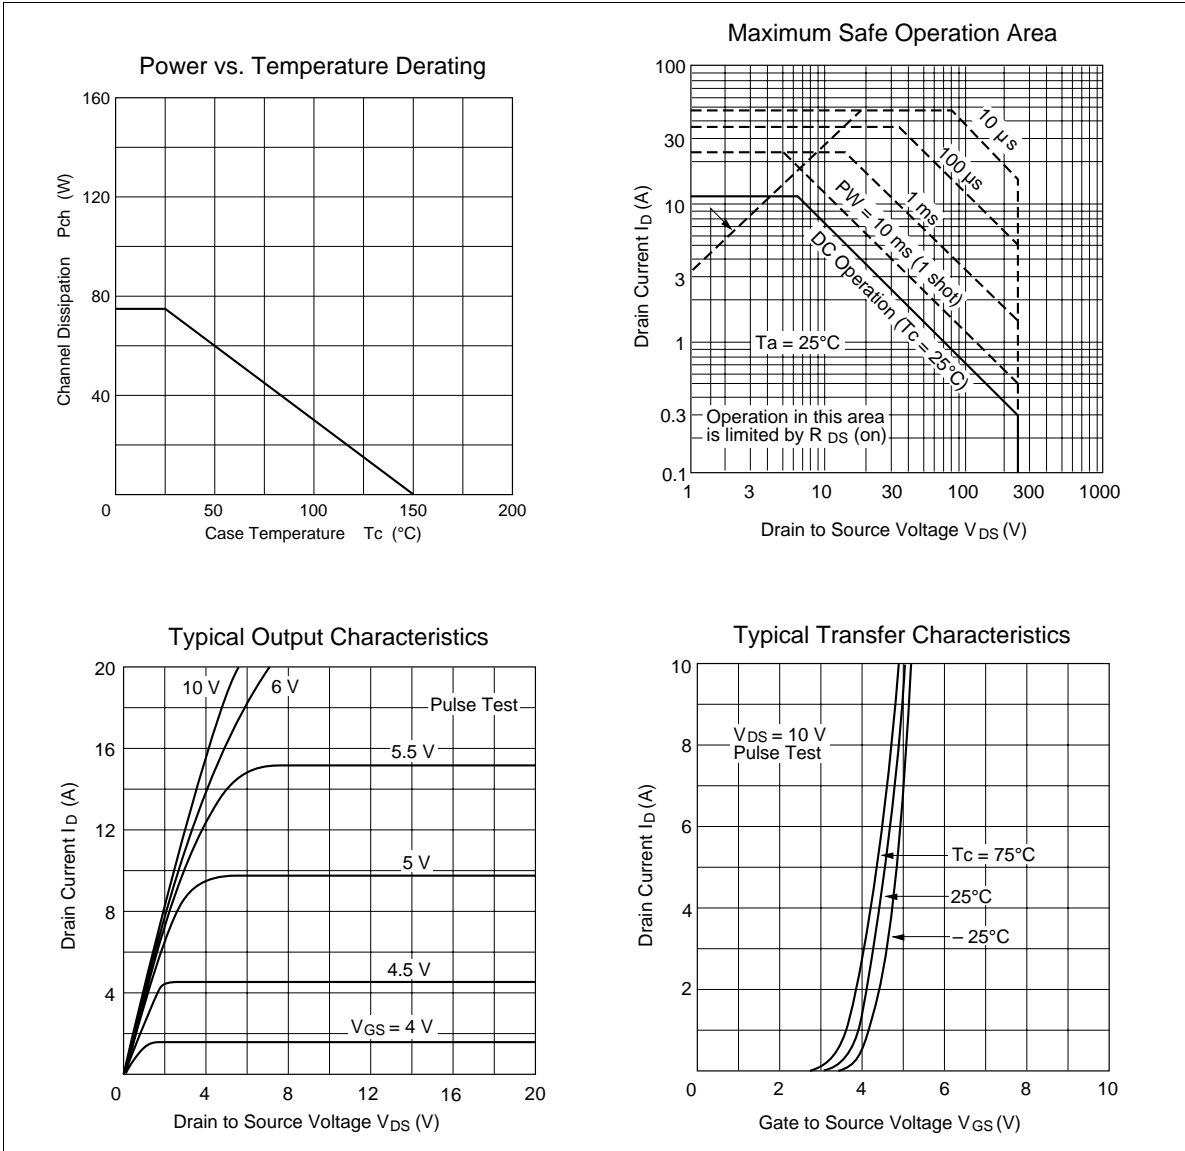 Power vs. Temperature Derating
160
120
80
40
0
50
100
150
200
Channel Dissipation Pch (W)
Case Temperature Tc (°C)
Maximum Safe Operation Area
100
30
10
3
1
0.3
0.1
1
3
10
30
100
300
1000
Drain Current ID (A)
Drain to Source Voltage VDS (V)
10 µs
100 µs
1 ms
PW = 10 ms (1 shot)
DC Operation (Tc = 25°C)
Ta = 25°C
Operation in this area
is limited by R DS (on)
Typical Output Characteristics
20
16
12
8
4
0
4
8
12
16
20
Drain Current ID (A)
Drain to Source Voltage VDS (V)
10 V
6 V
Pulse Test
5.5 V
5 V
4.5 V
VGS = 4 V
Typical Transfer Characteristics
10
8
6
4
2
0
2
4
6
8
10
Drain Current ID (A)
Gate to Source Voltage VGS (V)
VDS = 10 V
Pulse Test
Tc = 75°C
25°C
– 25°C